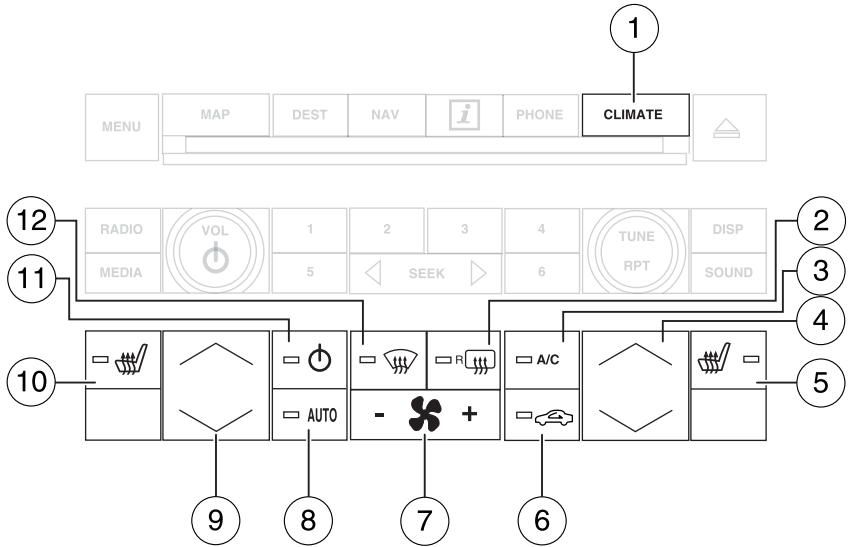 1
MENU
MAP
DEST
NAV
i
PHONE
CLIMATE
12
2
RADIO
VOL
1
2
3
4
TUNE
DISP
11
3
MEDIA
5
SEEK
6
RPT
SOUND
4
R
A/C
10
5
AUTO
-
+
9
8
7
6